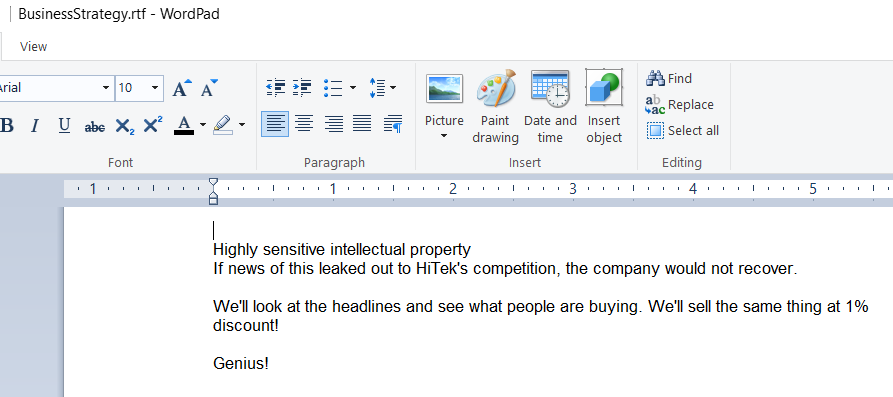 BusinessStrategy.rtf - WordPad
View
10 A A
B I U abc X₂ X² A
Picture Paint drawing Date and time Insert object
Find
Replace
Select all
Font Paragraph Insert Editing
1 1 2 3 4 5
Highly sensitive intellectual property
If news of this leaked out to HiTek's competition, the company would not recover.
We'll look at the headlines and see what people are buying. We'll sell the same thing at 1%
discount!
Genius!